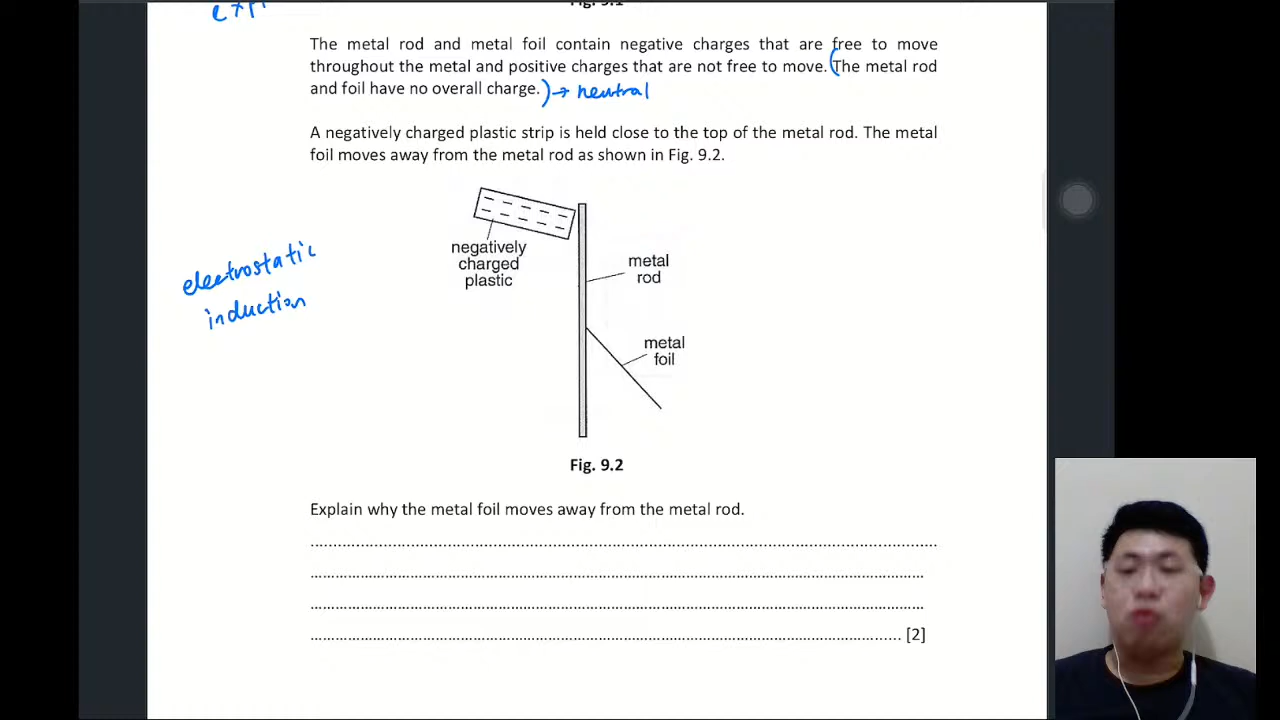 The metal rod and metal foil contain negative charges that are free to move
throughout the metal and positive charges that are not free to move. (The metal rod
and foil have no overall charge.) → neutral
A negatively charged plastic strip is held close to the top of the metal rod. The metal
foil moves away from the metal rod as shown in Fig. 9.2.
negatively
charged
plastic
metal
rod
metal
foil
electrostatic
induction
Fig. 9.2
Explain why the metal foil moves away from the metal rod.
[2]